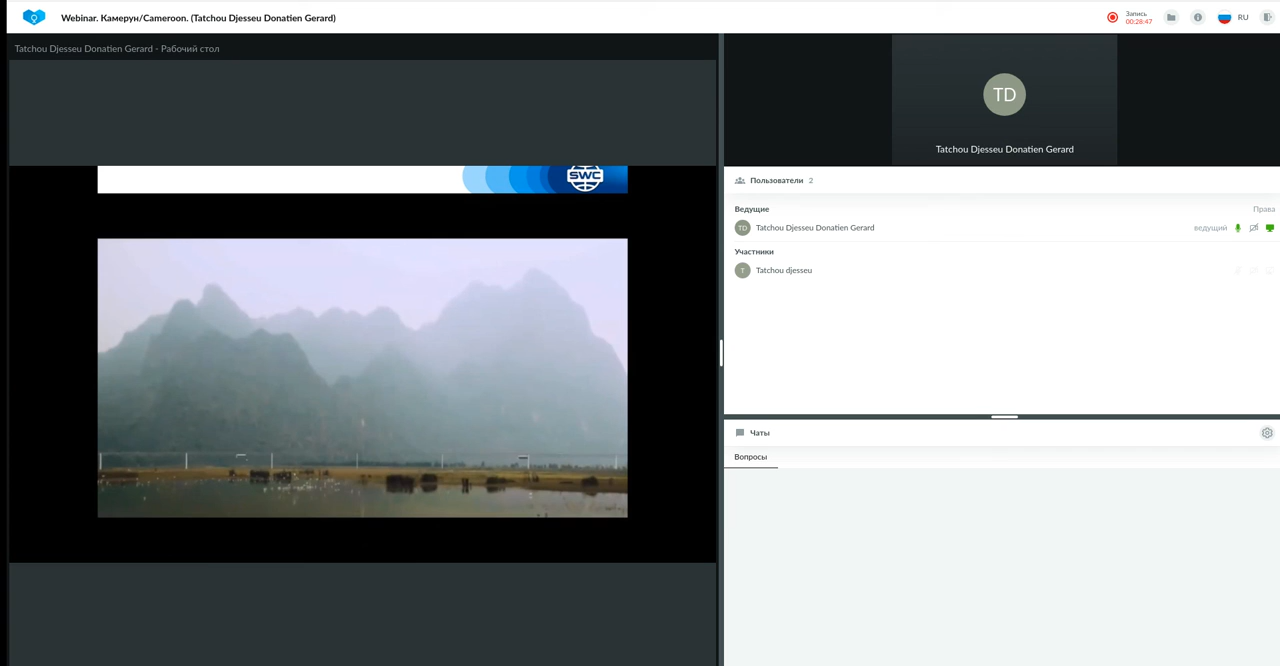 Webinar. Камерун/Cameroon. (Tatchou Djesseu Donatien Gerard)
Запись
00:28:47
RU
Tatchou Djesseu Donatien Gerard - Рабочий стол
SWC
TD
Tatchou Djesseu Donatien Gerard
Пользователи 2
Ведущие Права
TD Tatchou Djesseu Donatien Gerard ведущий
Участники
T Tatchou djesseu
Чаты
Вопросы